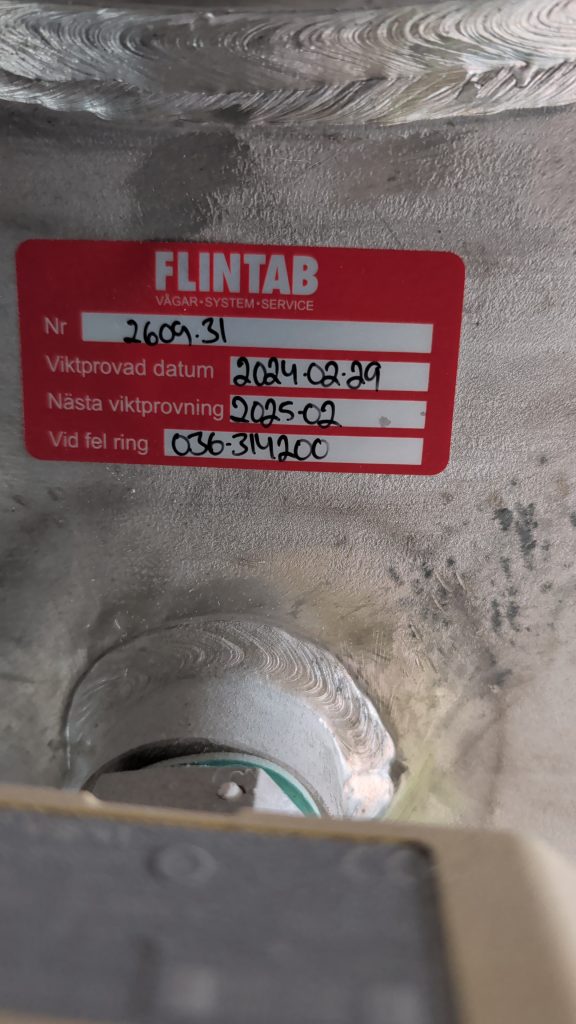 FLINTAB
VÅGAR•SYSTEM•SERVICE
Nr 2609.31
Viktprovad datum 2024.02.29
Nästa viktprovning 2025.02
Vid fel ring 036-314200